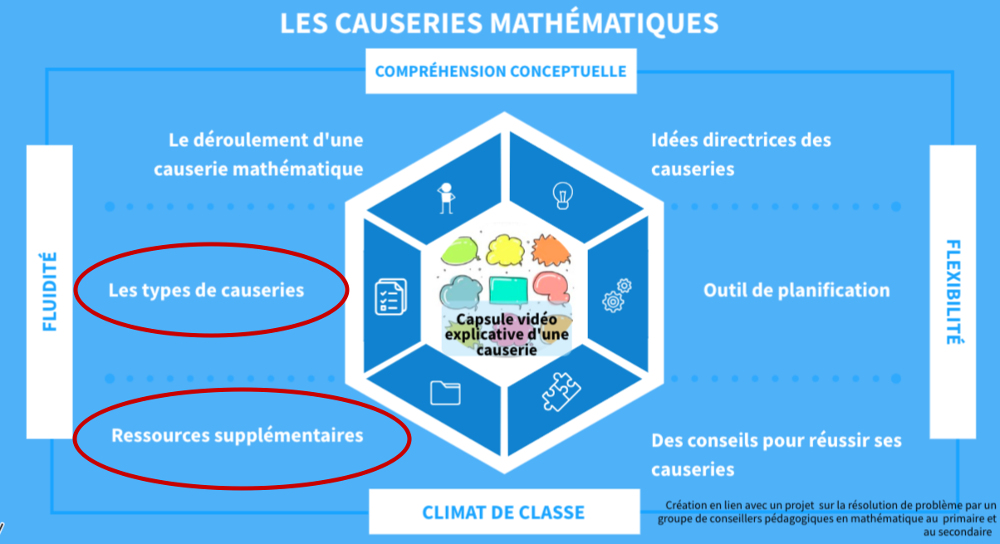 LES CAUSERIES MATHÉMATIQUES
COMPRÉHENSION CONCEPTUELLE
Le déroulement d'une
causerie mathématique
Idées directrices des
causeries
FLUIDITÉ
Les types de causeries
Capsule vidéo
explicative d'une
causerie
Outil de planification
FLEXIBILITÉ
Ressources supplémentaires
Des conseils pour réussir ses
causeries
CLIMAT DE CLASSE
Création en lien avec un projet sur la résolution de problème par un
groupe de conseillers pédagogiques en mathématique au primaire et
au secondaire